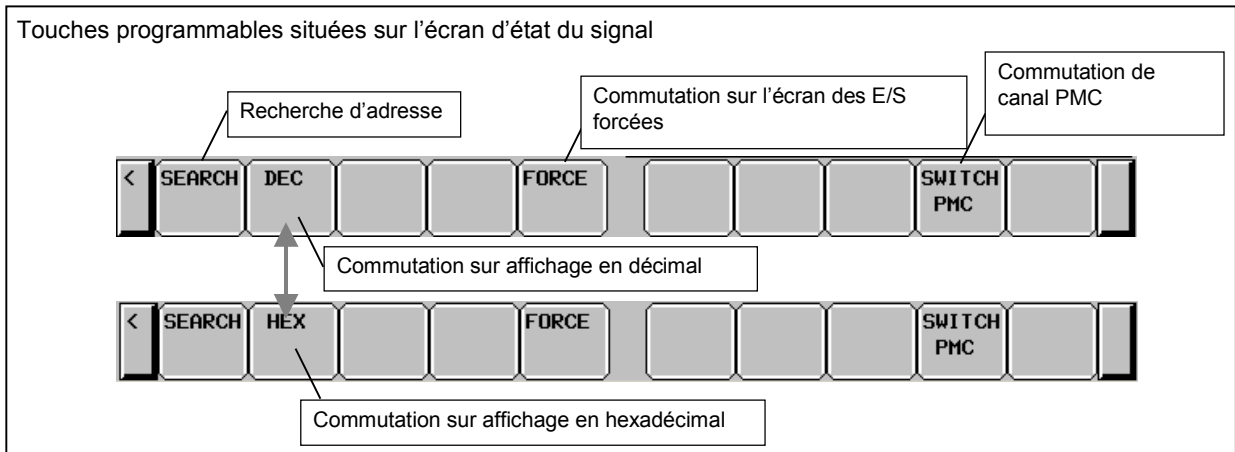 Touches programmables situées sur l’écran d’état du signal
Recherche d’adresse
Commutation sur l’écran des E/S
forcées
Commutation de
canal PMC
< SEARCH DEC FORCE SWITCH
PMC
Commutation sur affichage en décimal
< SEARCH HEX FORCE SWITCH
PMC
Commutation sur affichage en hexadécimal